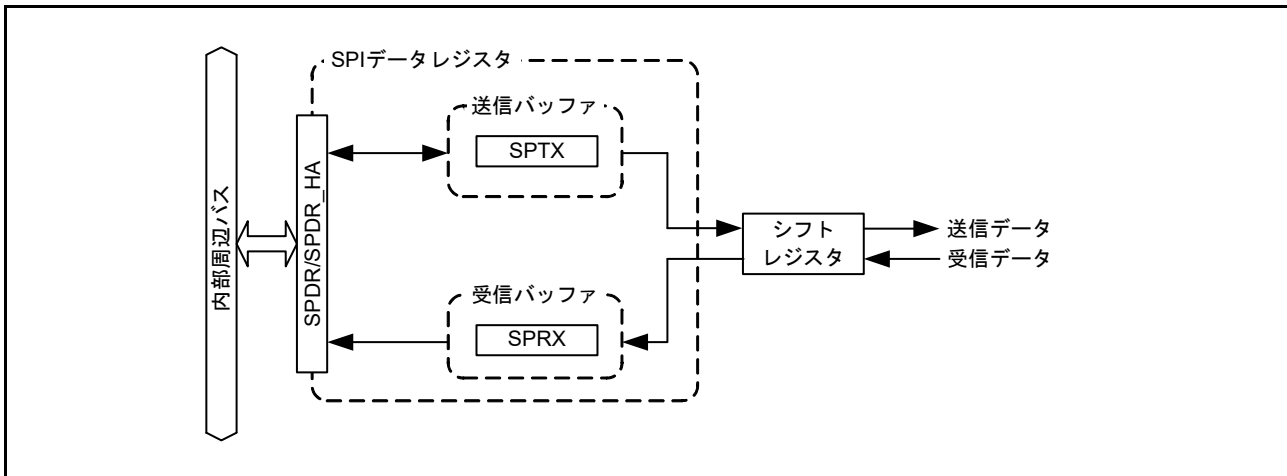 SPIデータレジスタ
送信バッファ
SPTX
内部周辺バス
SPDR/SPDR_HA
シフト
レジスタ
送信データ
受信データ
受信バッファ
SPRX